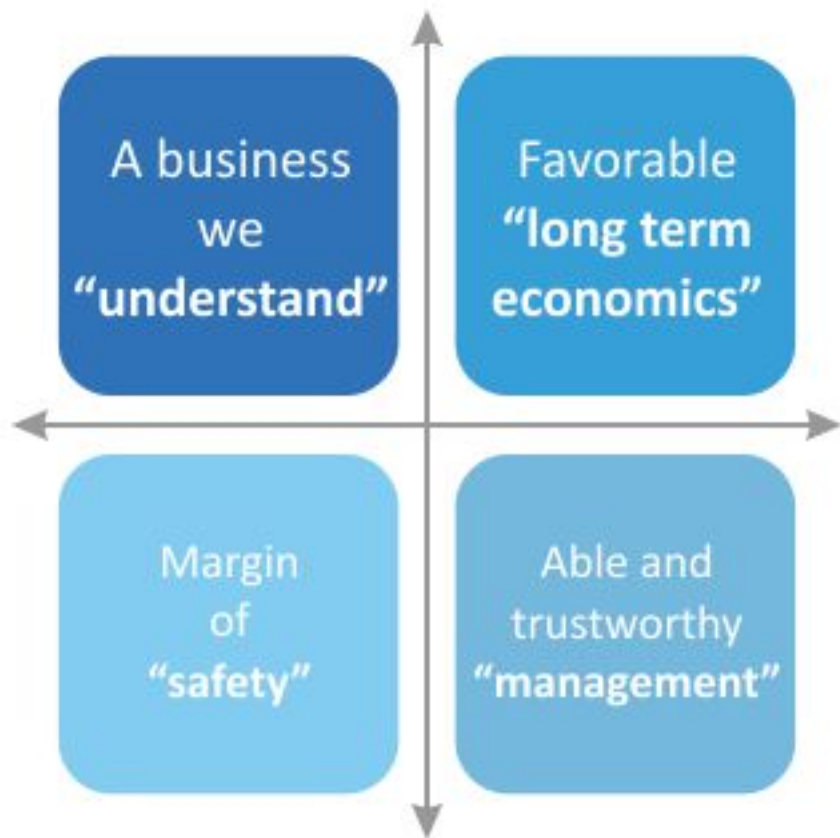 A business
we
“understand”
Favorable
“long term
economics”
Margin
of
“safety”
Able and
trustworthy
“management”